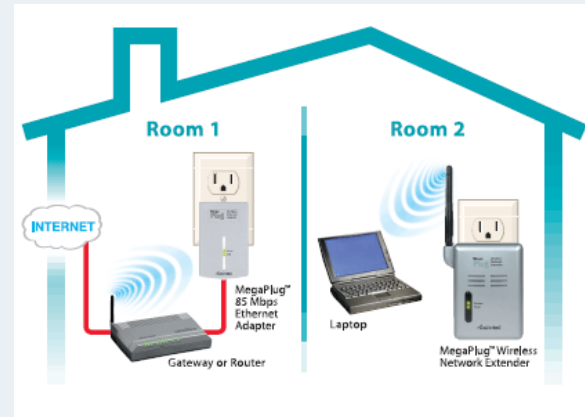 Room 1
Room 2
INTERNET
MegaPlug™
85 Mbps
Ethernet
Adapter
Gateway or Router
Laptop
MegaPlug™ Wireless
Network Extender